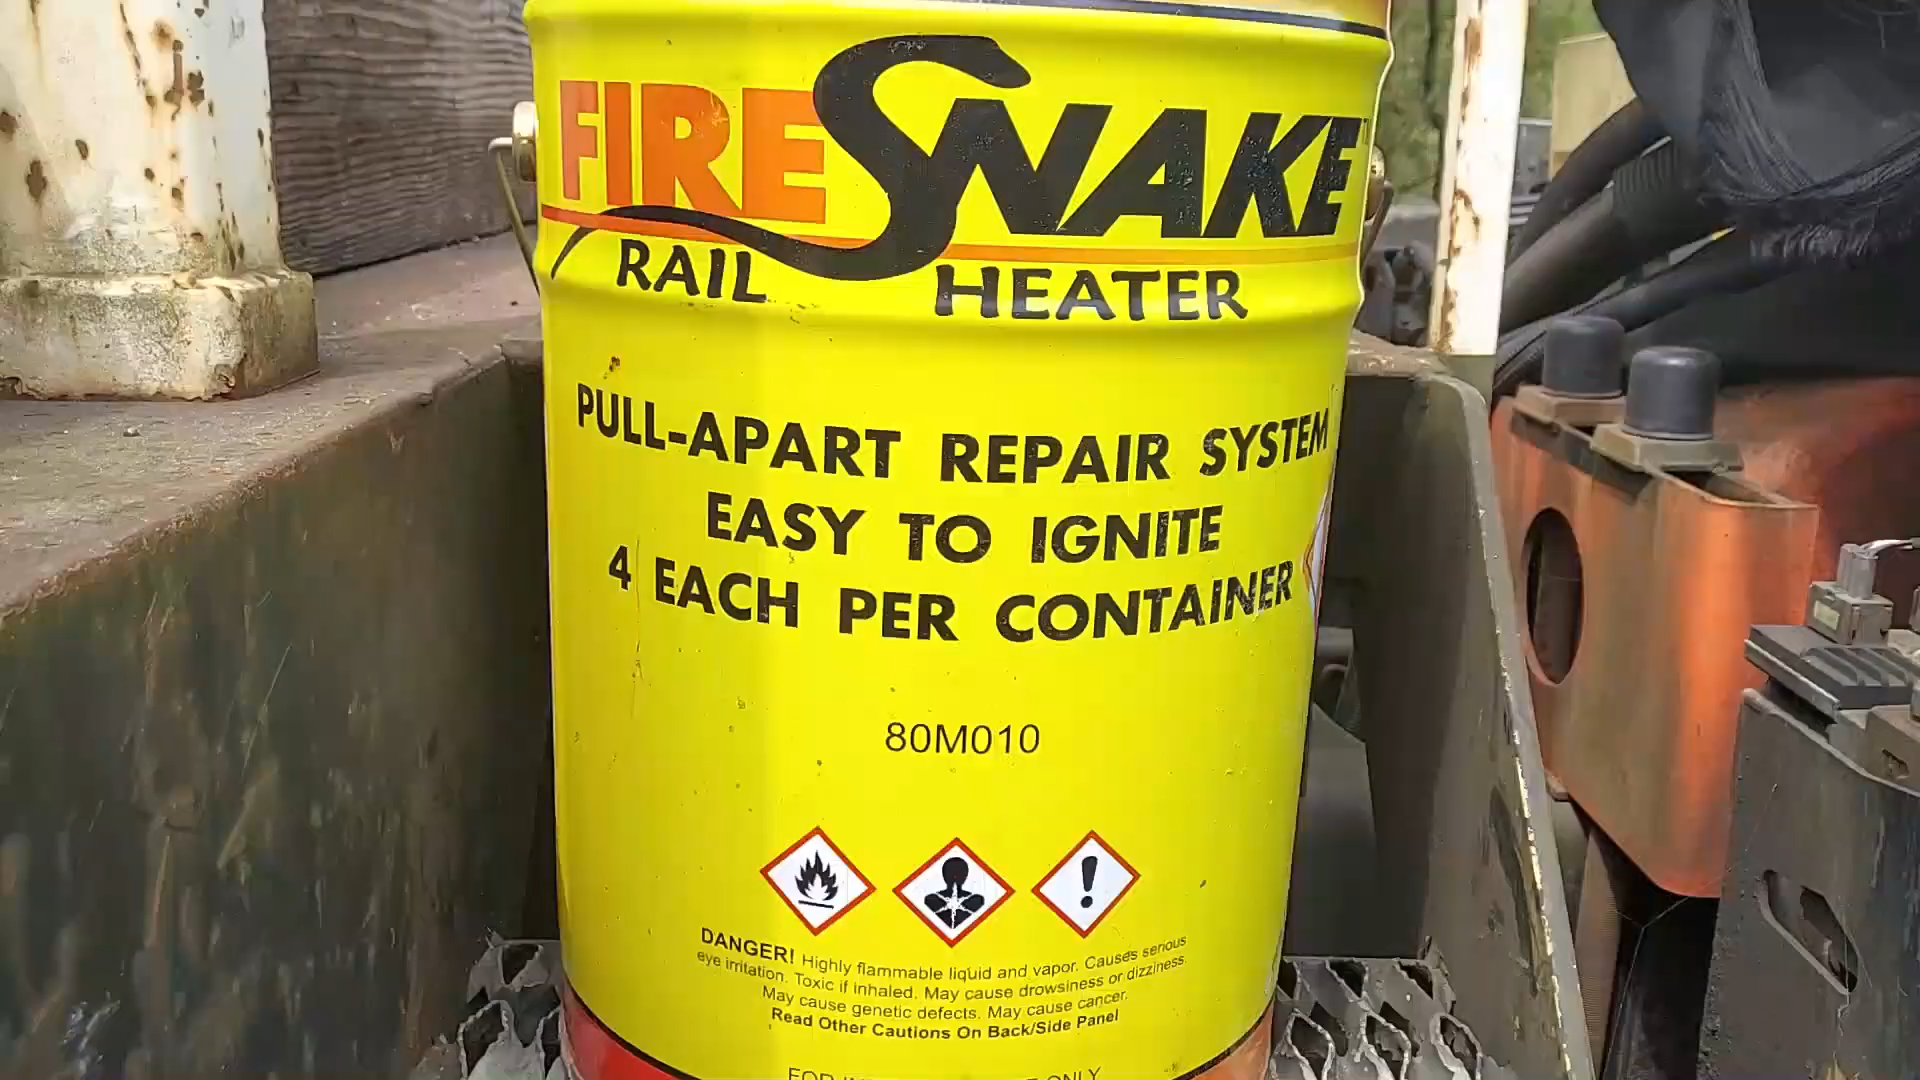 FIRESNAKE
RAIL HEATER
PULL-APART REPAIR SYSTEM
EASY TO IGNITE
4 EACH PER CONTAINER
80M010
DANGER! Highly flammable liquid and vapor. Causes serious
eye irritation. Toxic if inhaled. May cause drowsiness or dizziness.
May cause genetic defects. May cause cancer.
Read Other Cautions On Back/Side Panel
FOR ONLY